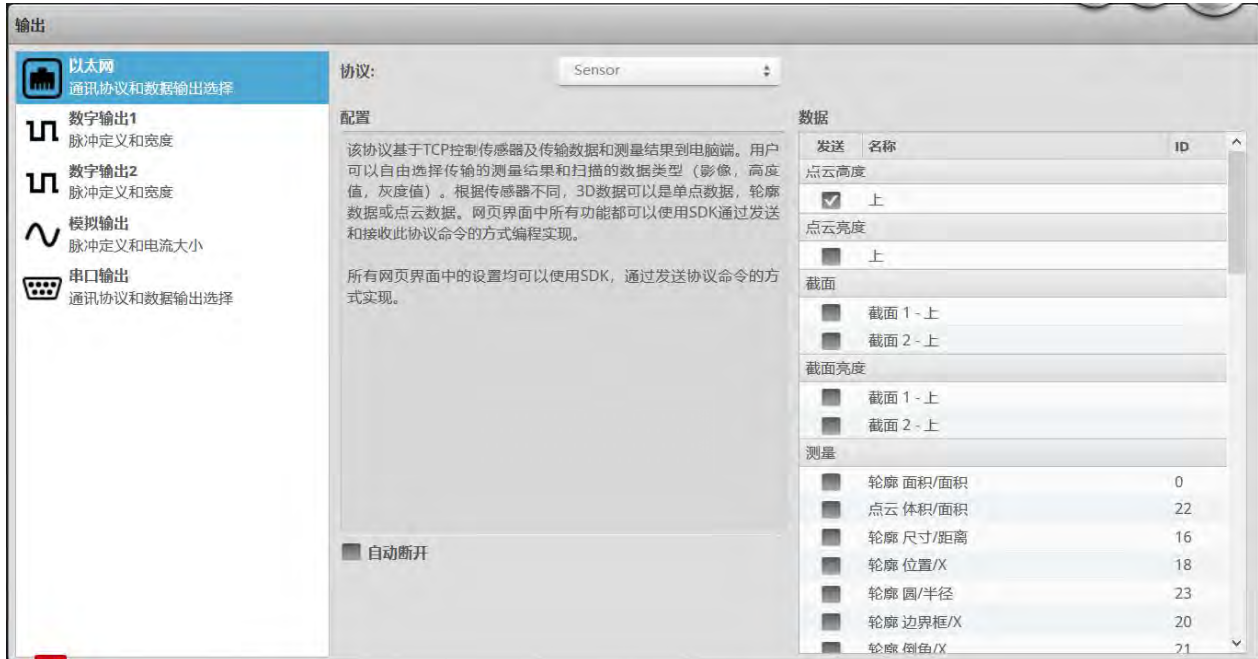 输出
以太网
通讯协议和数据输出选择
数字输出1
脉冲定义和宽度
数字输出2
脉冲定义和宽度
模拟输出
脉冲定义和电流大小
串口输出
通讯协议和数据输出选择
协议:
Sensor
配置
该协议基于TCP控制传感器及传输数据和测量结果到电脑端。用户
可以自由选择传输的测量结果和扫描的数据类型（影像，高度
值，灰度值）。根据传感器不同，3D数据可以是单点数据，轮廓
数据或点云数据。网页界面中所有功能都可以使用SDK通过发送
和接收此协议命令的方式编程实现。
所有网页界面中的设置均可以使用SDK，通过发送协议命令的方
式实现。
自动断开
数据
发送 名称 ID
点云高度
上
点云亮度
上
截面
截面 1 - 上
截面 2 - 上
截面亮度
截面 1 - 上
截面 2 - 上
测量
轮廓 面积/面积 0
点云 体积/面积 22
轮廓 尺寸/距离 16
轮廓 位置/X 18
轮廓 圆/半径 23
轮廓 边界框/X 20
轮廓 倒角/X 21